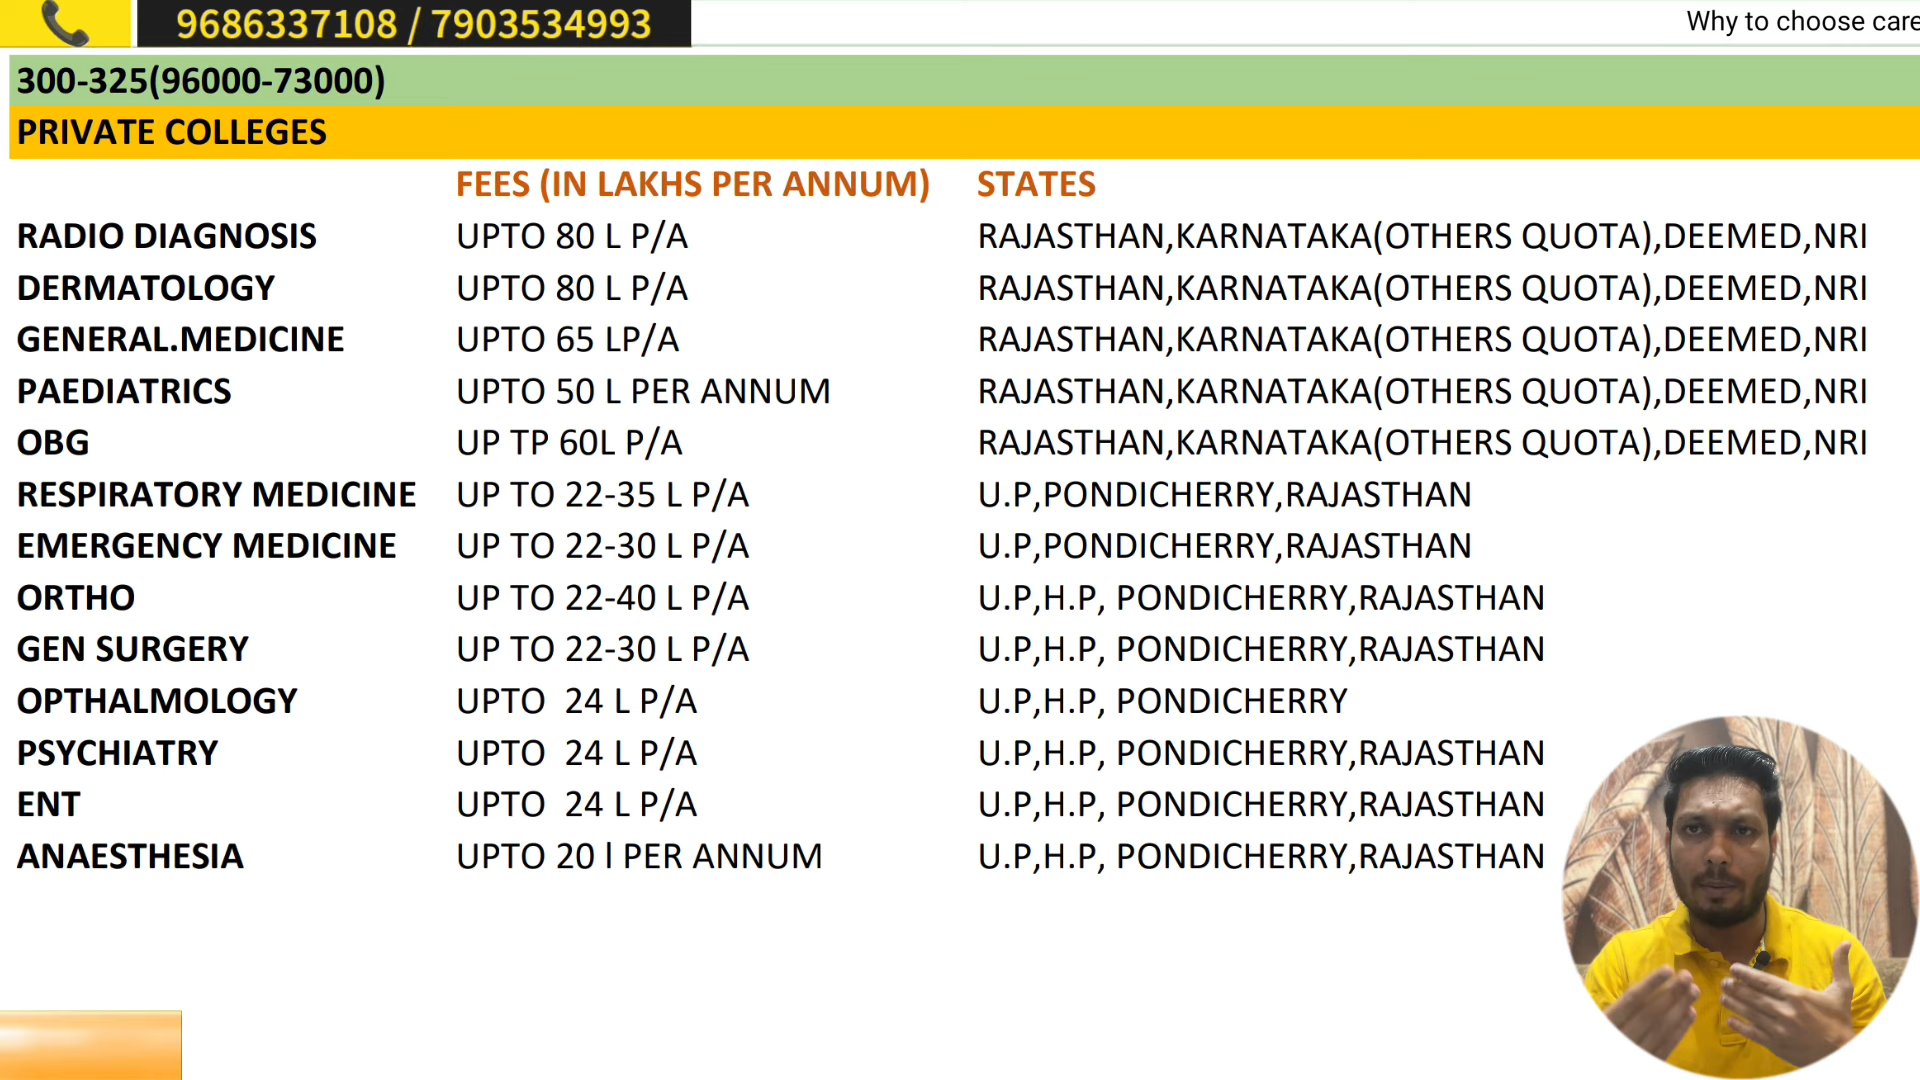 9686337108 / 7903534993
Why to choose care
300-325(96000-73000)
PRIVATE COLLEGES
FEES (IN LAKHS PER ANNUM) STATES
RADIO DIAGNOSIS UPTO 80 L P/A RAJASTHAN,KARNATAKA(OTHERS QUOTA),DEEMED,NRI
DERMATOLOGY UPTO 80 L P/A RAJASTHAN,KARNATAKA(OTHERS QUOTA),DEEMED,NRI
GENERAL.MEDICINE UPTO 65 LP/A RAJASTHAN,KARNATAKA(OTHERS QUOTA),DEEMED,NRI
PAEDIATRICS UPTO 50 L PER ANNUM RAJASTHAN,KARNATAKA(OTHERS QUOTA),DEEMED,NRI
OBG UP TP 60L P/A RAJASTHAN,KARNATAKA(OTHERS QUOTA),DEEMED,NRI
RESPIRATORY MEDICINE UP TO 22-35 L P/A U.P,PONDICHERRY,RAJASTHAN
EMERGENCY MEDICINE UP TO 22-30 L P/A U.P,PONDICHERRY,RAJASTHAN
ORTHO UP TO 22-40 L P/A U.P,H.P, PONDICHERRY,RAJASTHAN
GEN SURGERY UP TO 22-30 L P/A U.P,H.P, PONDICHERRY,RAJASTHAN
OPTHALMOLOGY UPTO 24 L P/A U.P,H.P, PONDICHERRY
PSYCHIATRY UPTO 24 L P/A U.P,H.P, PONDICHERRY,RAJASTHAN
ENT UPTO 24 L P/A U.P,H.P, PONDICHERRY,RAJASTHAN
ANAESTHESIA UPTO 20 l PER ANNUM U.P,H.P, PONDICHERRY,RAJASTHAN